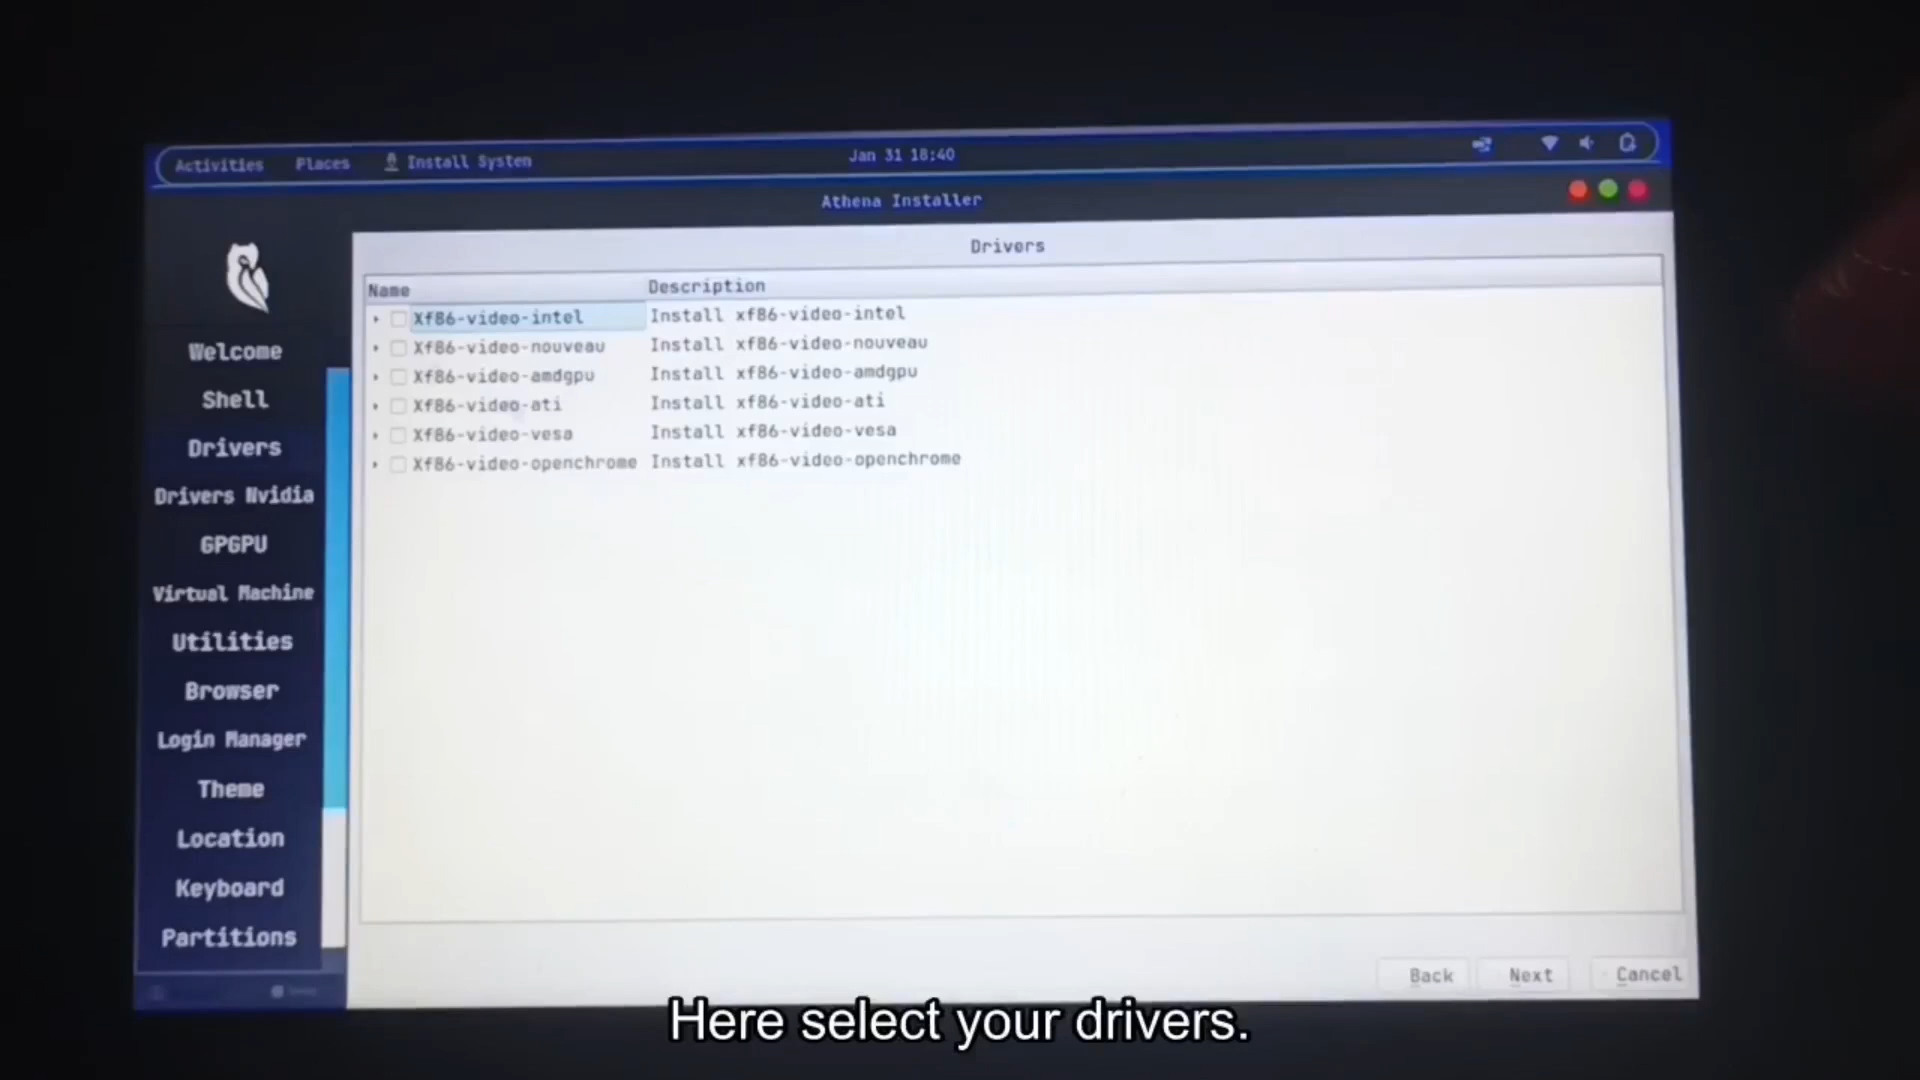 Activities Places Install System
Jan 31 18:40
Athena Installer
Drivers
Name Description
Xf86-video-intel Install xf86-video-intel
Xf86-video-nouveau Install xf86-video-nouveau
Xf86-video-amdgpu Install xf86-video-amdgpu
Xf86-video-ati Install xf86-video-ati
Xf86-video-vesa Install xf86-video-vesa
Xf86-video-openchrome Install xf86-video-openchrome
Welcome
Shell
Drivers
Drivers Nvidia
GPGPU
Virtual Machine
Utilities
Browser
Login Manager
Theme
Location
Keyboard
Partitions
Back Next Cancel
Here select your drivers.